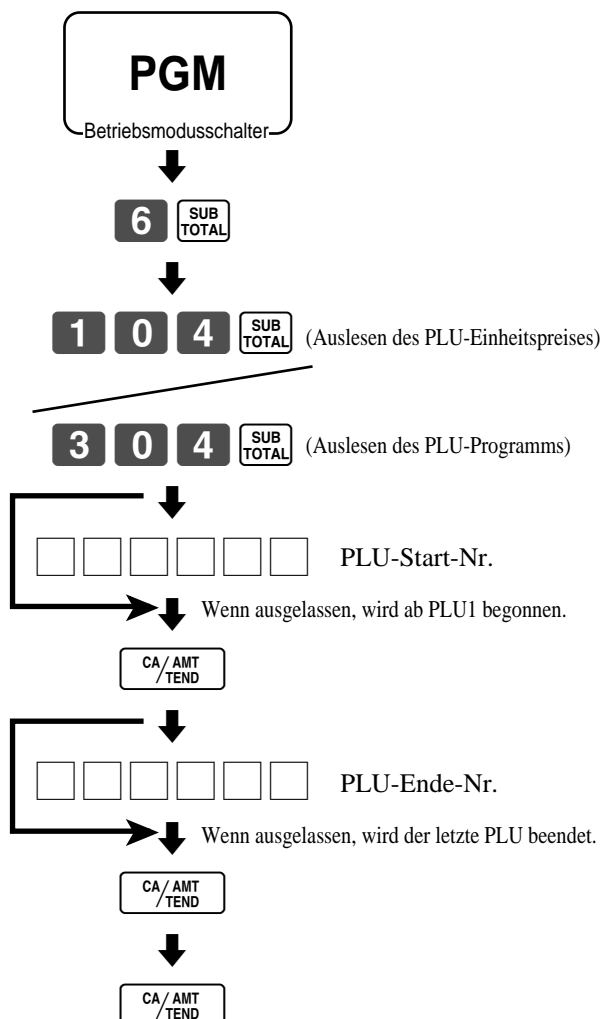 PGM
Betriebsmodusschalter
6 SUB TOTAL
1 0 4 SUB TOTAL (Auslesen des PLU-Einheitspreises)
3 0 4 SUB TOTAL (Auslesen des PLU-Programms)
PLU-Start-Nr.
Wenn ausgelassen, wird ab PLU1 begonnen.
CA/AMT TEND
PLU-Ende-Nr.
Wenn ausgelassen, wird der letzte PLU beendet.
CA/AMT TEND
CA/AMT TEND